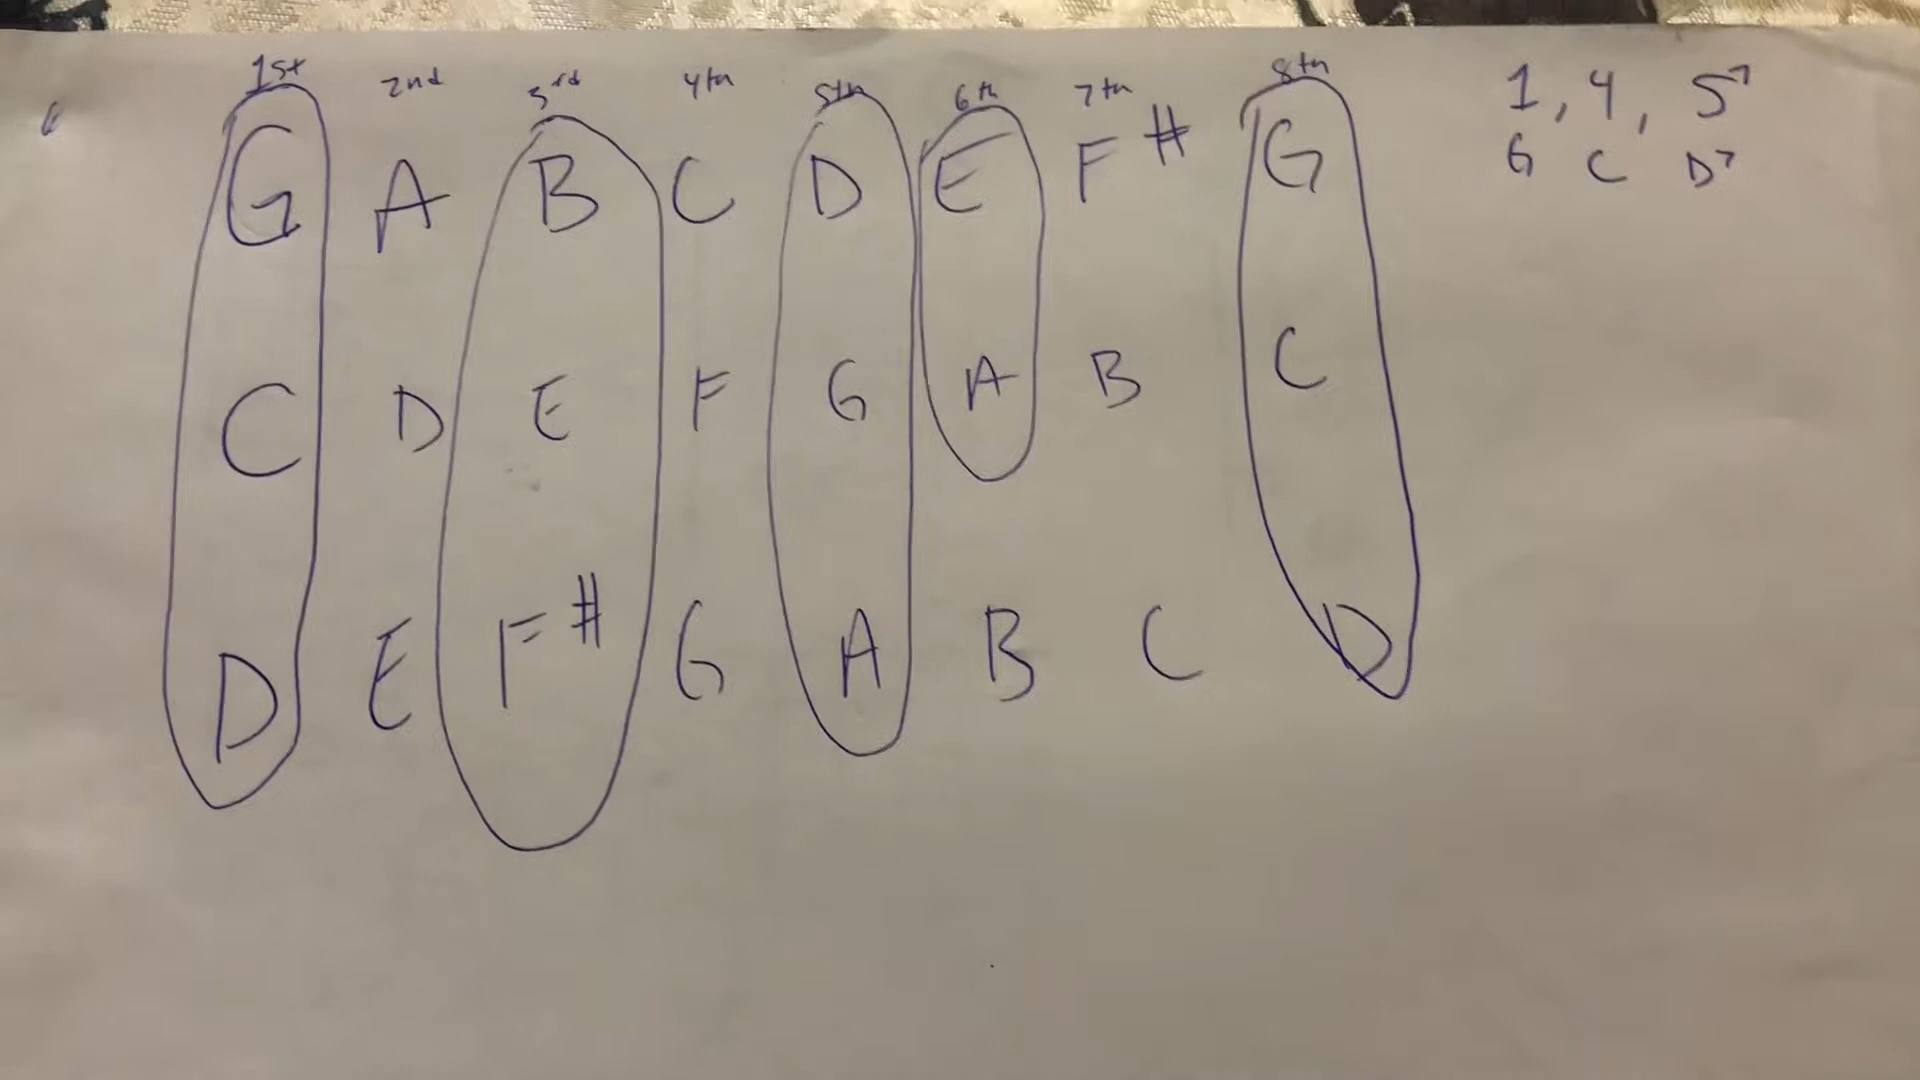 1st 2nd 3rd 4th 5th 6th 7th 8th
G A B C D E F# G
C D E F G A B C
D E F# G A B C D
1, 4, 5⁷
G C D⁷